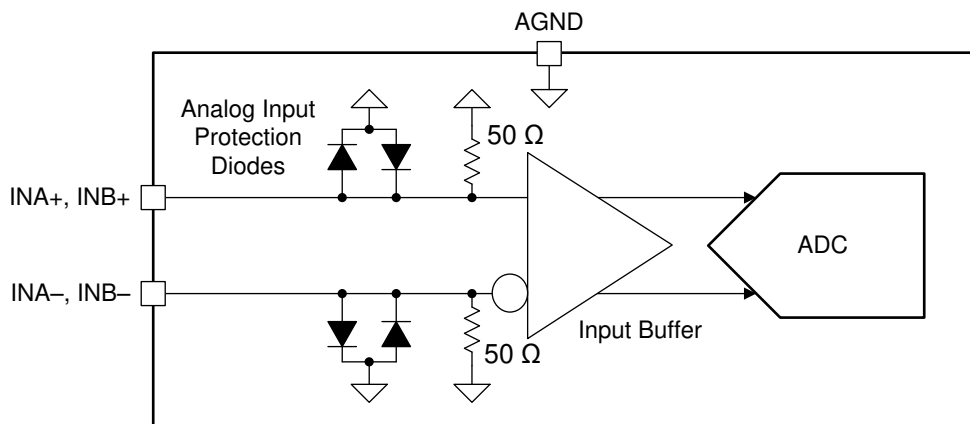 AGND
Analog Input
Protection
Diodes
50 Ω
INA+, INB+
ADC
INA–, INB–
Input Buffer
50 Ω